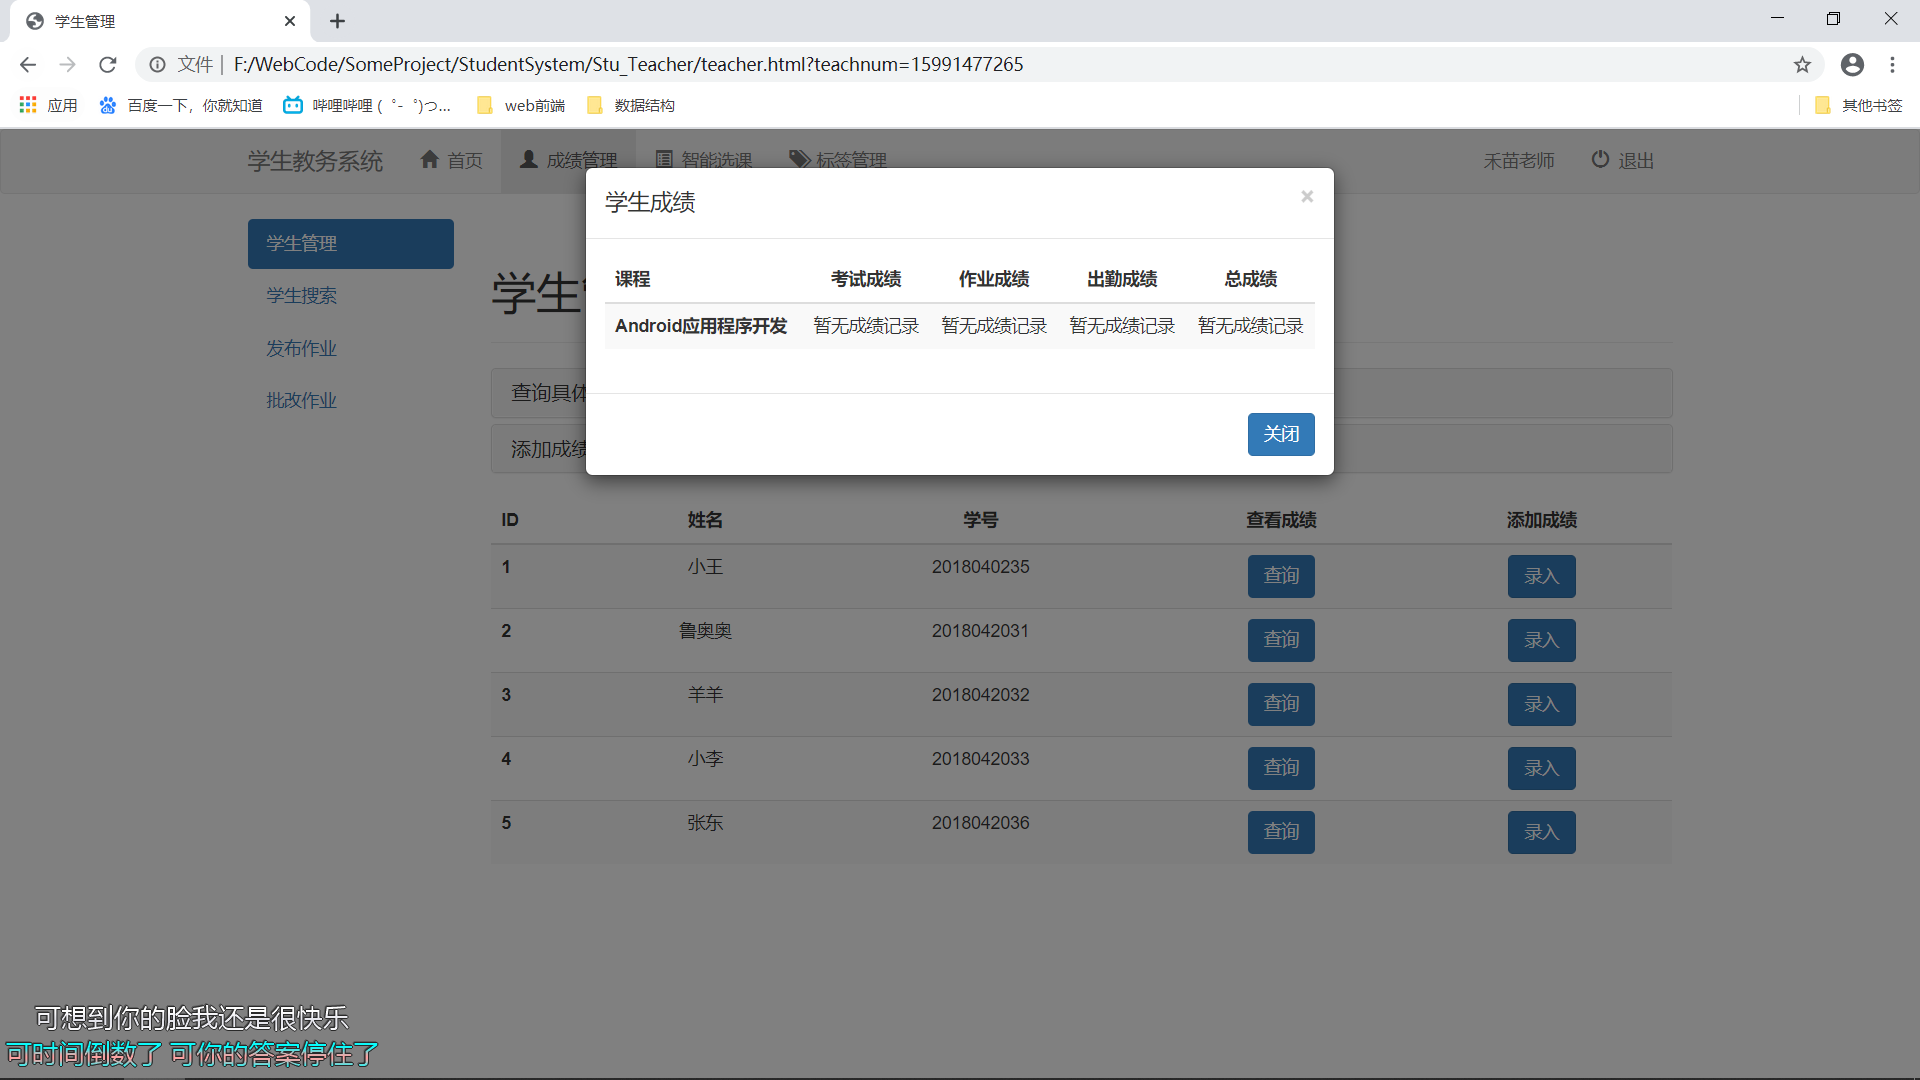 学生管理
文件 | F:/WebCode/SomeProject/StudentSystem/Stu_Teacher/teacher.html?teachnum=15991477265
应用 百度一下，你就知道 哔哩哔哩 (゜-゜)つ... web前端 数据结构 其他书签
学生教务系统 首页 成绩管理 智能选课 标签管理 禾苗老师 退出
学生成绩 ×
课程 考试成绩 作业成绩 出勤成绩 总成绩
Android应用程序开发 暂无成绩记录 暂无成绩记录 暂无成绩记录 暂无成绩记录
关闭
学生管理
学生搜索
发布作业
批改作业
学生
查询具体
添加成绩
ID 姓名 学号 查看成绩 添加成绩
1 小王 2018040235 查询 录入
2 鲁奥奥 2018042031 查询 录入
3 羊羊 2018042032 查询 录入
4 小李 2018042033 查询 录入
5 张东 2018042036 查询 录入
可想到你的脸我还是很快乐
可时间倒数了 可你的答案停住了